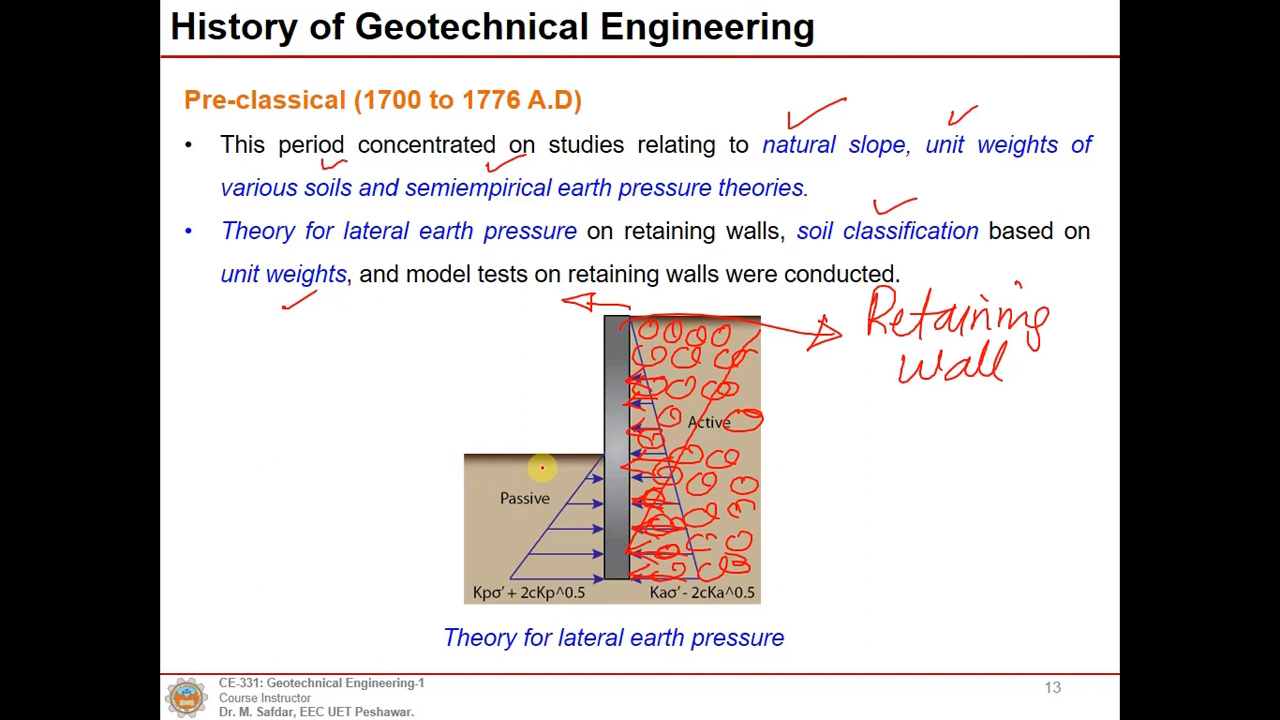 History of Geotechnical Engineering
Pre-classical (1700 to 1776 A.D)
• This period concentrated on studies relating to natural slope, unit weights of
various soils and semiempirical earth pressure theories.
• Theory for lateral earth pressure on retaining walls, soil classification based on
unit weights, and model tests on retaining walls were conducted.
Retaining
wall
Active
Passive
Kpσ'+ 2cKp^0.5
Kaσ'- 2cKa^0.5
Theory for lateral earth pressure
CE-331: Geotechnical Engineering-1
Course Instructor
Dr. M. Safdar, EEC UET Peshawar.
13